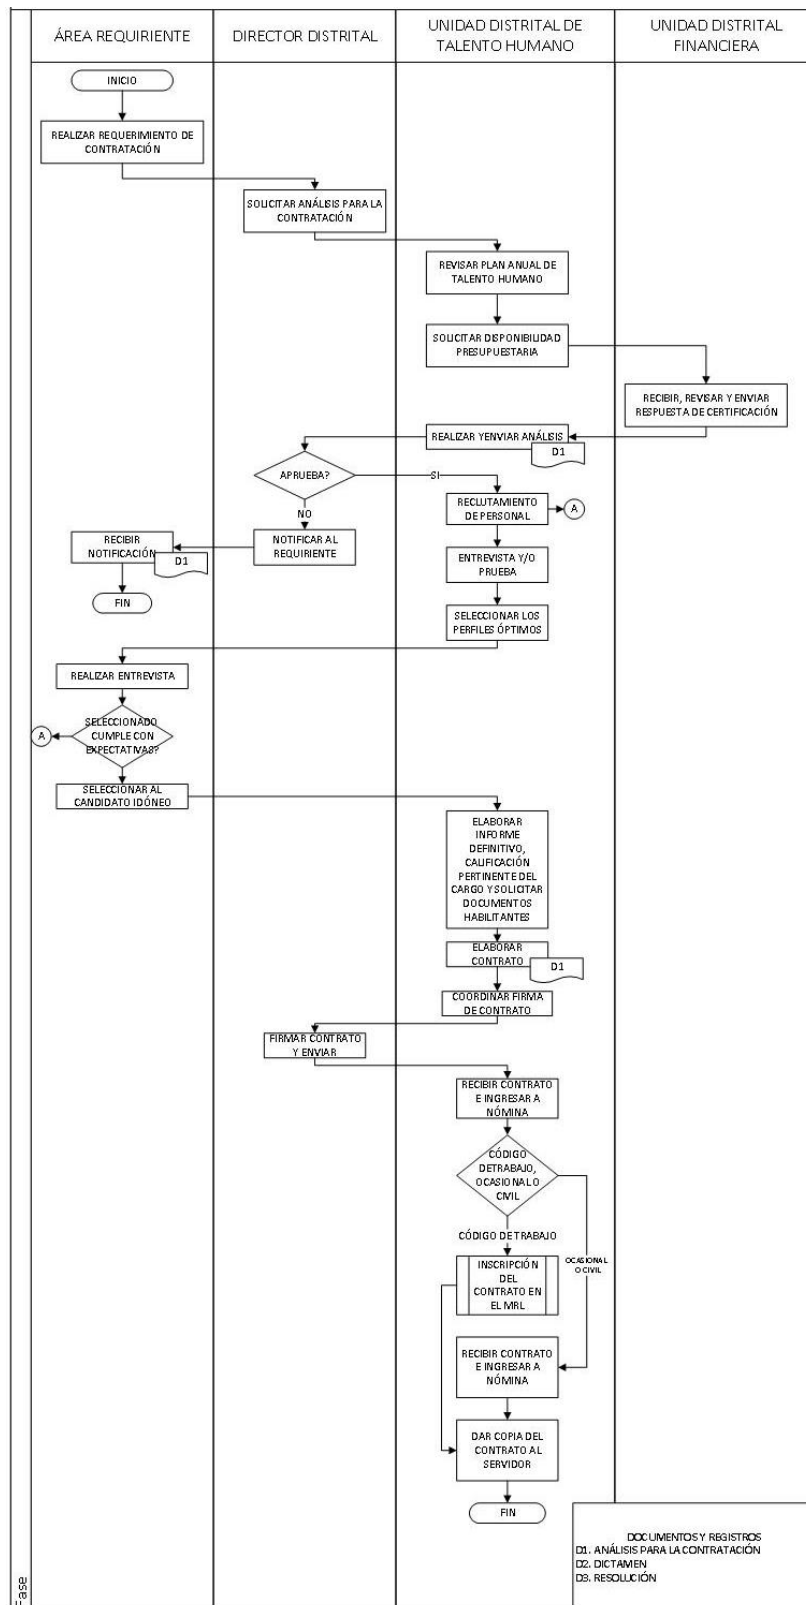 ÁREA REQUIRIENTE
DIRECTOR DISTRITAL
UNIDAD DISTRITAL DE
TALENTO HUMANO
UNIDAD DISTRITAL
FINANCIERA
INICIO
REALIZAR REQUERIMIENTO DE
CONTRATACIÓN
SOLICITAR ANÁLISIS PARA LA
CONTRATACIÓN
REVISAR PLAN ANUAL DE
TALENTO HUMANO
SOLICITAR DISPONIBILIDAD
PRESUPUESTARIA
RECIBIR, REVISAR Y ENVIAR
RESPUESTA DE CERTIFICACIÓN
REALIZAR YENVIAR ANÁLISIS
D1
APRUEBA?
SI
NO
RECLUTAMIENTO
DE PERSONAL
A
NOTIFICAR AL
REQUIRIENTE
RECIBIR
NOTIFICACIÓN
D1
FIN
ENTREVISTA Y/O
PRUEBA
SELECCIONAR LOS
PERFILES ÓPTIMOS
REALIZAR ENTREVISTA
SELECCIONADO
CUMPLE CON
EXPECTATIVAS?
A
SELECCIONAR AL
CANDIDATO IDÓNEO
ELABORAR
INFORME
DEFINITIVO,
CALIFICACIÓN
PERTINENTE DEL
CARGO Y SOLICITAR
DOCUMENTOS
HABILITANTES
ELABORAR
CONTRATO
D1
COORDINAR FIRMA
DE CONTRATO
FIRMAR CONTRATO
Y ENVIAR
RECIBIR CONTRATO
E INGRESAR A
NÓMINA
CÓDIGO
DETRABAJO,
OCASIONAL O
CIVIL
CÓDIGO DETRABAJO
OCASIONAL
O CIVIL
INSCRIPCIÓN
DEL
CONTRATO EN
EL MRL
RECIBIR CONTRATO
E INGRESAR A
NÓMINA
DAR COPIA DEL
CONTRATO AL
SERVIDOR
FIN
DOCUMENTOS Y REGISTROS
D1. ANÁLISIS PARA LA CONTRATACIÓN
D2. DICTAMEN
D3. RESOLUCIÓN
Fase